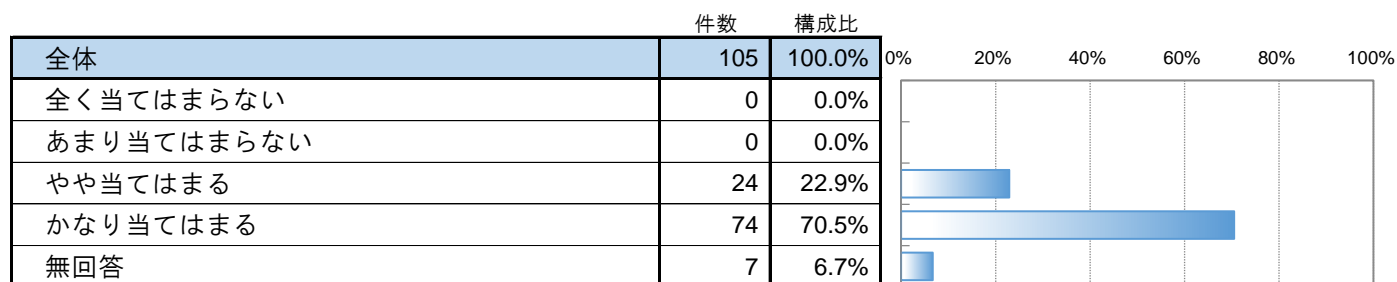 件数 構成比
全体 105 100.0% 0% 20% 40% 60% 80% 100%
全く当てはまらない 0 0.0%
あまり当てはまらない 0 0.0%
やや当てはまる 24 22.9%
かなり当てはまる 74 70.5%
無回答 7 6.7%